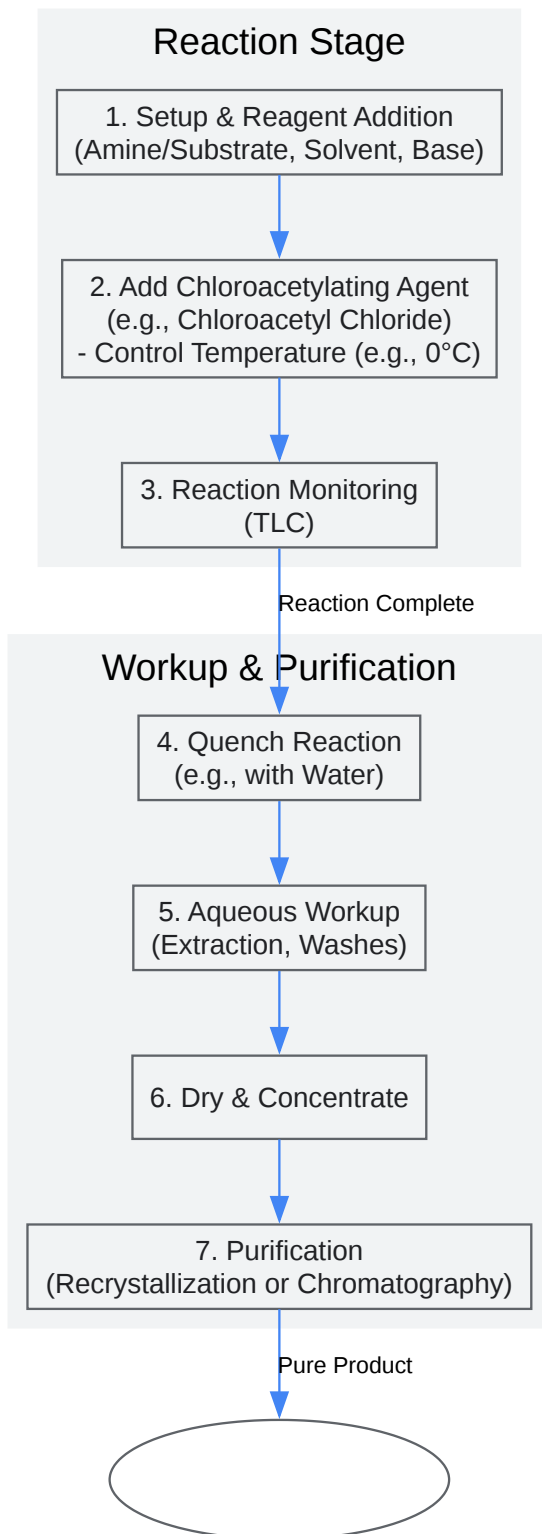 Reaction Stage
1. Setup & Reagent Addition
(Amine/Substrate, Solvent, Base)
2. Add Chloroacetylating Agent
(e.g., Chloroacetyl Chloride)
- Control Temperature (e.g., 0°C)
3. Reaction Monitoring
(TLC)
Reaction Complete
Workup & Purification
4. Quench Reaction
(e.g., with Water)
5. Aqueous Workup
(Extraction, Washes)
6. Dry & Concentrate
7. Purification
(Recrystallization or Chromatography)
Pure Product